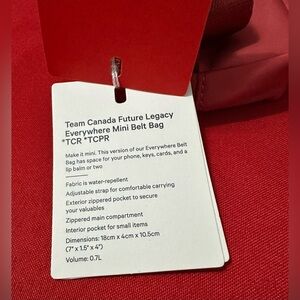 Team Canada Future Legacy
Everywhere Mini Belt Bag
*TCR *TCPR
Make it mini. This version of our Everywhere Belt
Bag has space for your phone, keys, cards, and a
lip balm or two
Fabric is water-repellent
Adjustable strap for comfortable carrying
Exterior zippered pocket to secure
your valuables
Zippered main compartment
Interior pocket for small items
Dimensions: 18cm x 4cm x 10.5cm
(7" x 1.5" x 4")
Volume: 0.7L